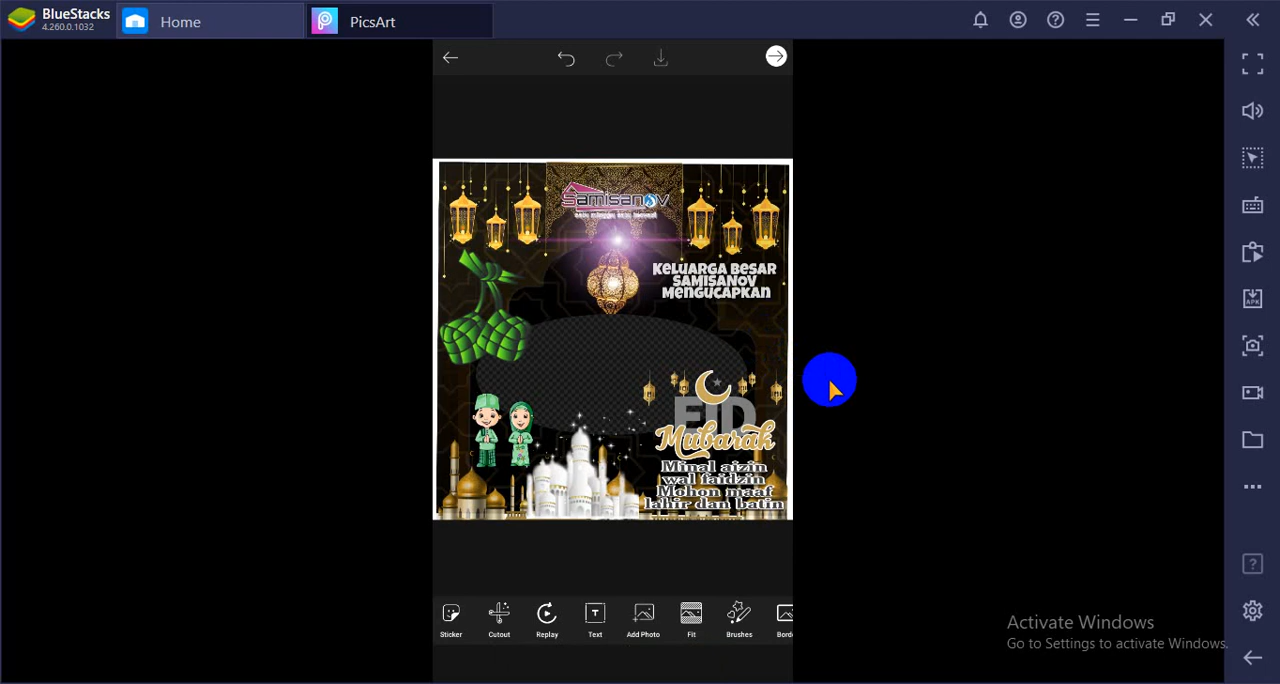 BlueStacks
4.260.0.1032
Home
PicsArt
Samisanov
KELUARGA BESAR
SAMISANOV
MENGUCAPKAN
EID
Mubarak
Minal aizin
wal faidzin
Mohon maaf
lahir dan batin
Sticker
Cutout
Replay
Text
Add Photo
Fit
Brushes
Bord
APK
Activate Windows
Go to Settings to activate Windows.